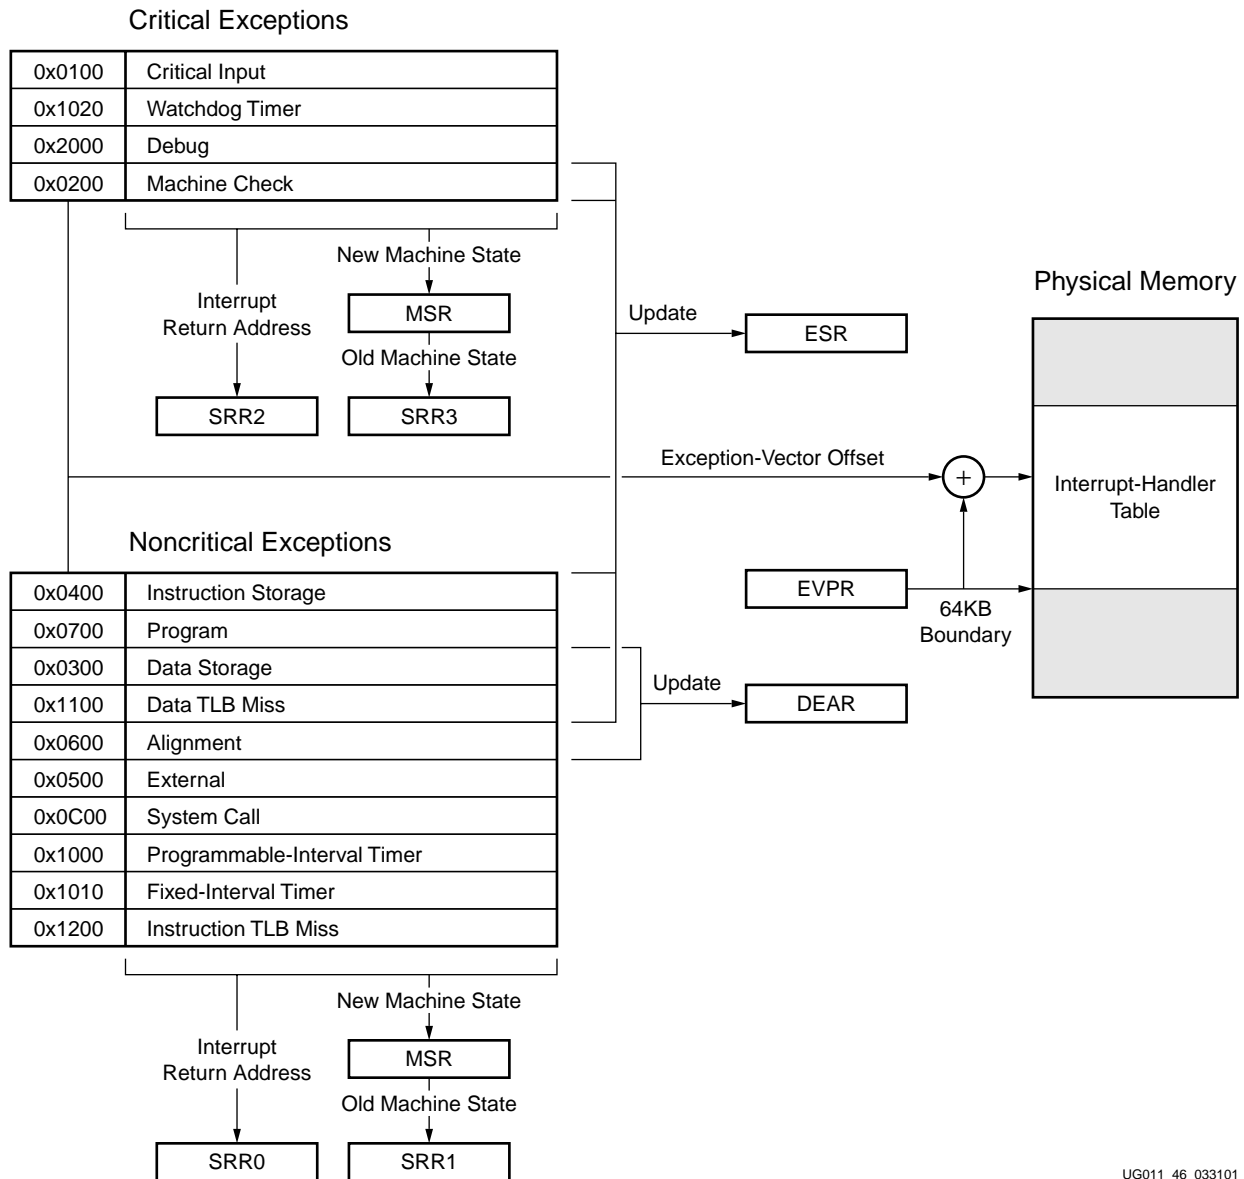 Critical Exceptions
0x0100 Critical Input
0x1020 Watchdog Timer
0x2000 Debug
0x0200 Machine Check
New Machine State
Interrupt
Return Address
MSR
Old Machine State
SRR2
SRR3
Update
ESR
Physical Memory
Exception-Vector Offset
+
Interrupt-Handler
Table
Noncritical Exceptions
0x0400 Instruction Storage
0x0700 Program
0x0300 Data Storage
0x1100 Data TLB Miss
0x0600 Alignment
0x0500 External
0x0C00 System Call
0x1000 Programmable-Interval Timer
0x1010 Fixed-Interval Timer
0x1200 Instruction TLB Miss
EVPR
64KB
Boundary
Update
DEAR
New Machine State
Interrupt
Return Address
MSR
Old Machine State
SRR0
SRR1
UG011_46_033101